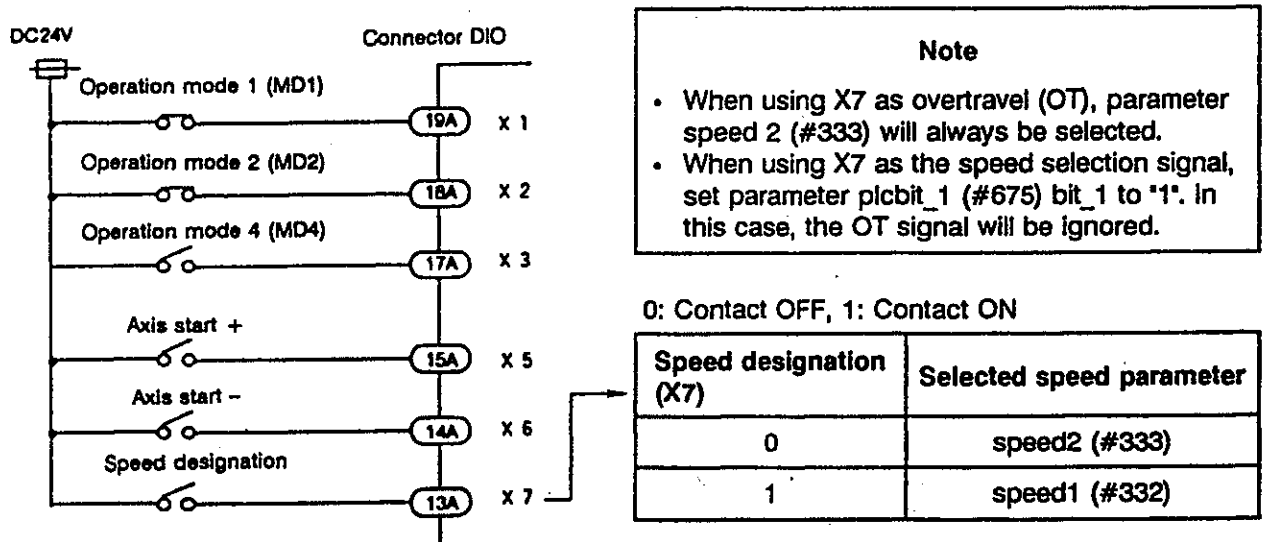 DC24V
Connector DIO
Operation mode 1 (MD1)
19A X 1
Operation mode 2 (MD2)
18A X 2
Operation mode 4 (MD4)
17A X 3
Axis start +
15A X 5
Axis start −
14A X 6
Speed designation
13A X 7
Note
• When using X7 as overtravel (OT), parameter
speed 2 (#333) will always be selected.
• When using X7 as the speed selection signal,
set parameter plcbit_1 (#675) bit_1 to "1". In
this case, the OT signal will be ignored.
0: Contact OFF, 1: Contact ON
Speed designation
(X7)
Selected speed parameter
0 speed2 (#333)
1 speed1 (#332)